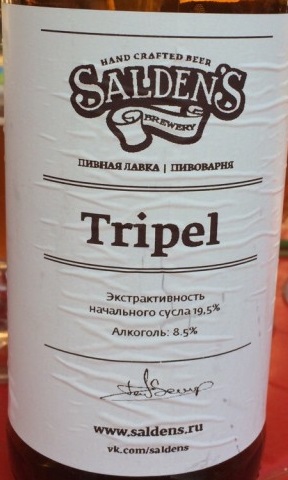 HAND CRAFTED BEER
SALDEN'S
BREWERY
ПИВНАЯ ЛАВКА | ПИВОВАРНЯ
Tripel
Экстрактивность
начального сусла 19,5%
Алкоголь: 8.5%
www.saldens.ru
vk.com/saldens